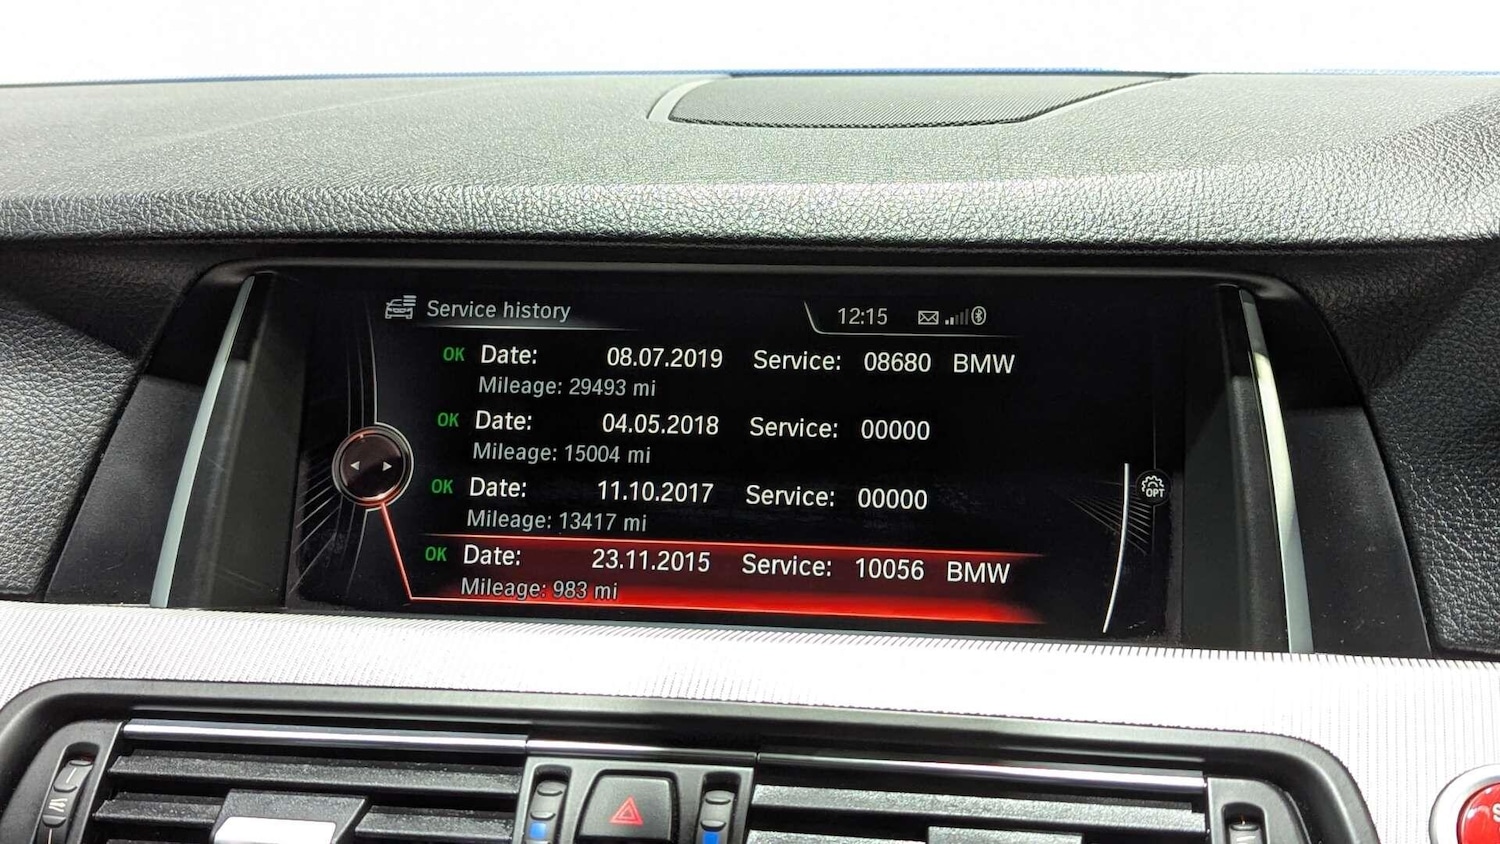 Service history 12:15
OK Date: 08.07.2019 Service: 08680 BMW
Mileage: 29493 mi
OK Date: 04.05.2018 Service: 00000
Mileage: 15004 mi
OK Date: 11.10.2017 Service: 00000
Mileage: 13417 mi
OPT
OK Date: 23.11.2015 Service: 10056 BMW
Mileage: 983 mi